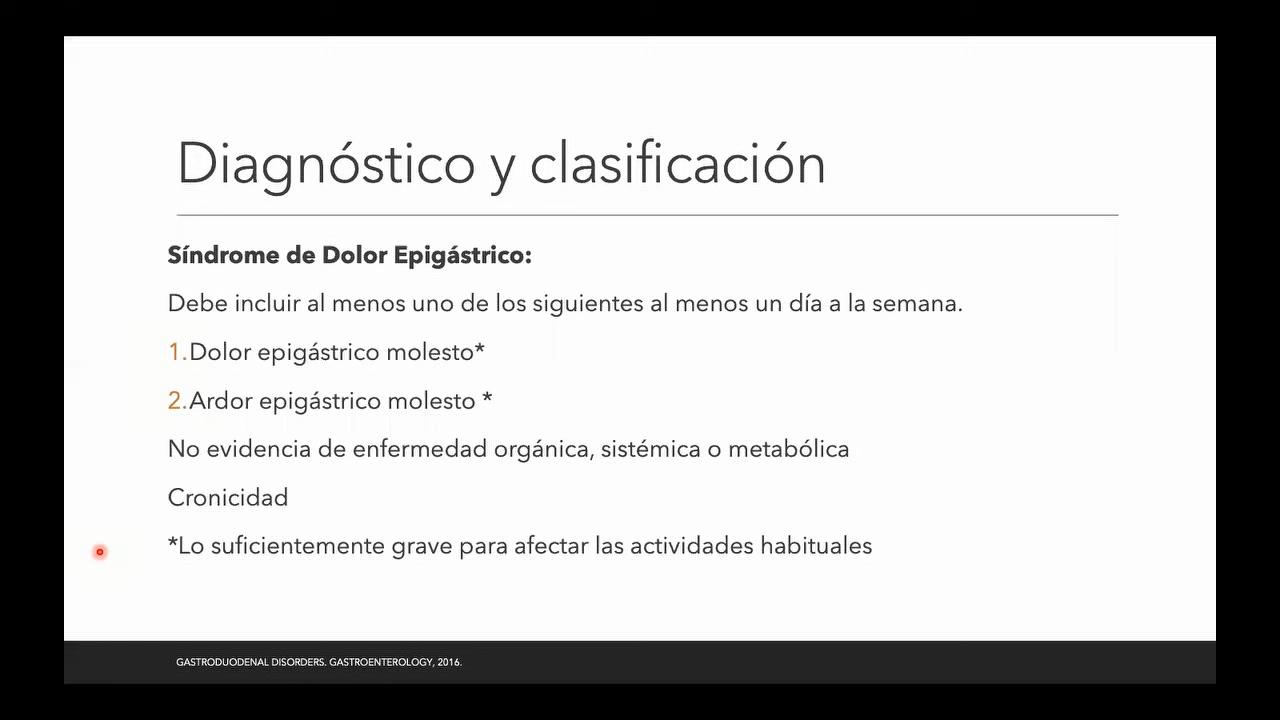 Diagnóstico y clasificación
Síndrome de Dolor Epigástrico:
Debe incluir al menos uno de los siguientes al menos un día a la semana.
1.Dolor epigástrico molesto*
2.Ardor epigástrico molesto *
No evidencia de enfermedad orgánica, sistémica o metabólica
Cronicidad
*Lo suficientemente grave para afectar las actividades habituales
GASTRODUODENAL DISORDERS. GASTROENTEROLOGY, 2016.